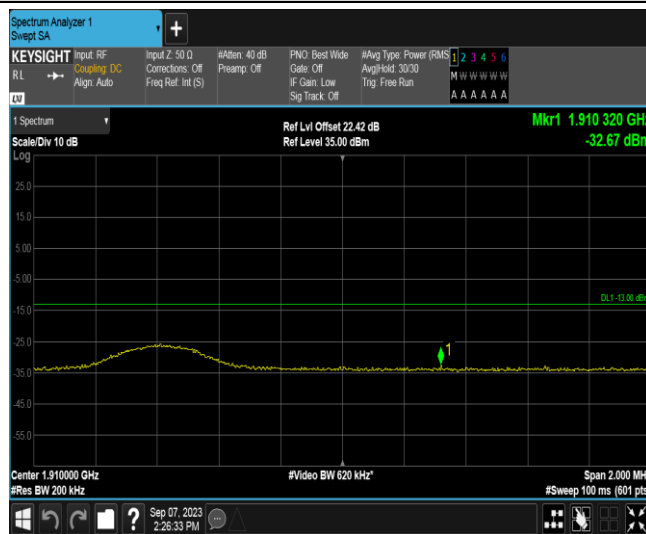 Spectrum Analyzer 1
Swept SA
+
KEYSIGHT
RL
LXI
Input: RF
Coupling: DC
Align: Auto
Input Z: 50 Ω
Corrections: Off
Freq Ref: Int (S)
#Atten: 40 dB
Preamp: Off
PNO: Best Wide
Gate: Off
IF Gain: Low
Sig Track: Off
#Avg Type: Power (RMS
Avg|Hold: 30/30
Trig: Free Run
1 2 3 4 5 6
M W W W W W
A A A A A A
1 Spectrum
Scale/Div 10 dB
Log
Ref Lvl Offset 22.42 dB
Ref Level 35.00 dBm
Mkr1 1.910 320 GHz
-32.67 dBm
25.0
15.0
5.00
-5.00
DL1 -13.00 dBm
-15.0
-25.0
1
-35.0
-45.0
-55.0
Center 1.910000 GHz
#Res BW 200 kHz
#Video BW 620 kHz*
Span 2.000 MH
#Sweep 100 ms (601 pts
?
Sep 07, 2023
2:26:33 PM